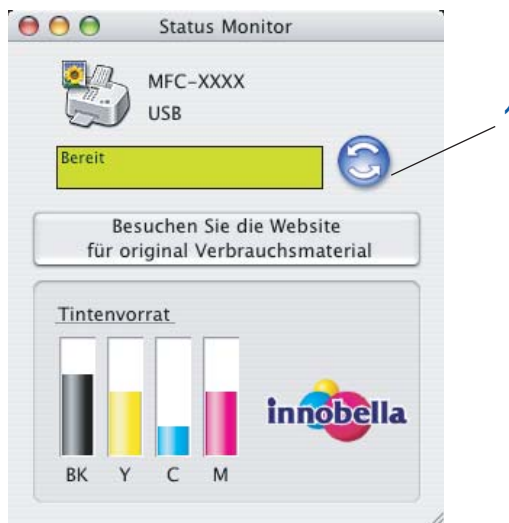 Status Monitor
MFC-XXXX
USB
Bereit
1
Besuchen Sie die Website
für original Verbrauchsmaterial
Tintenvorrat
innobella
BK Y C M